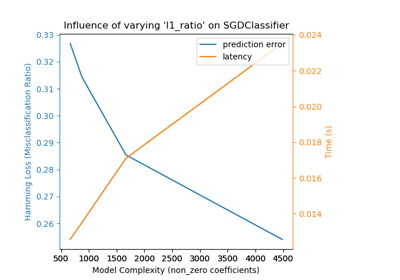 Influence of varying 'l1_ratio' on SGDClassifier
prediction error
latency
0.33
0.32
0.31
0.30
0.29
0.28
0.27
0.26
Hamming Loss (Misclassification Ratio)
0.024
0.022
0.020
0.018
0.016
0.014
Time (s)
500 1000 1500 2000 2500 3000 3500 4000 4500
Model Complexity (non_zero coefficients)